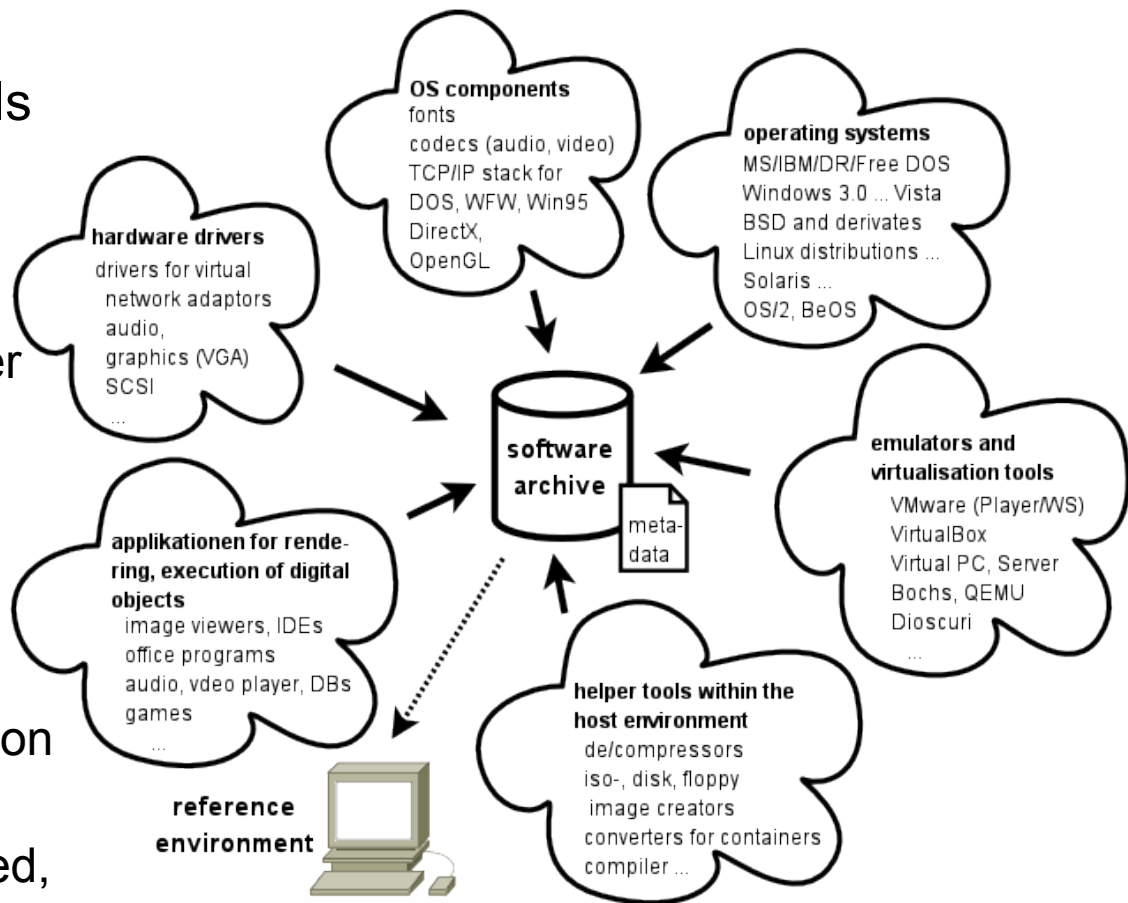 ls
er
on
ed,
OS components
fonts
codecs (audio, video)
TCP/IP stack for
DOS, WFW, Win95
DirectX,
OpenGL
operating systems
MS/IBM/DR/Free DOS
Windows 3.0 ... Vista
BSD and derivates
Linux distributions ...
Solaris ...
OS/2, BeOS
hardware drivers
drivers for virtual
network adaptors
audio,
graphics (VGA)
SCSI
...
software
archive
meta-
data
emulators and
virtualisation tools
VMware (Player/WS)
VirtualBox
Virtual PC, Server
Bochs, QEMU
Dioscuri
...
applikationen for rende-
ring, execution of digital
objects
image viewers, IDEs
office programs
audio, vdeo player, DBs
games
...
helper tools within the
host environment
de/compressors
iso-, disk, floppy
image creators
converters for containers
compiler ...
reference
environment